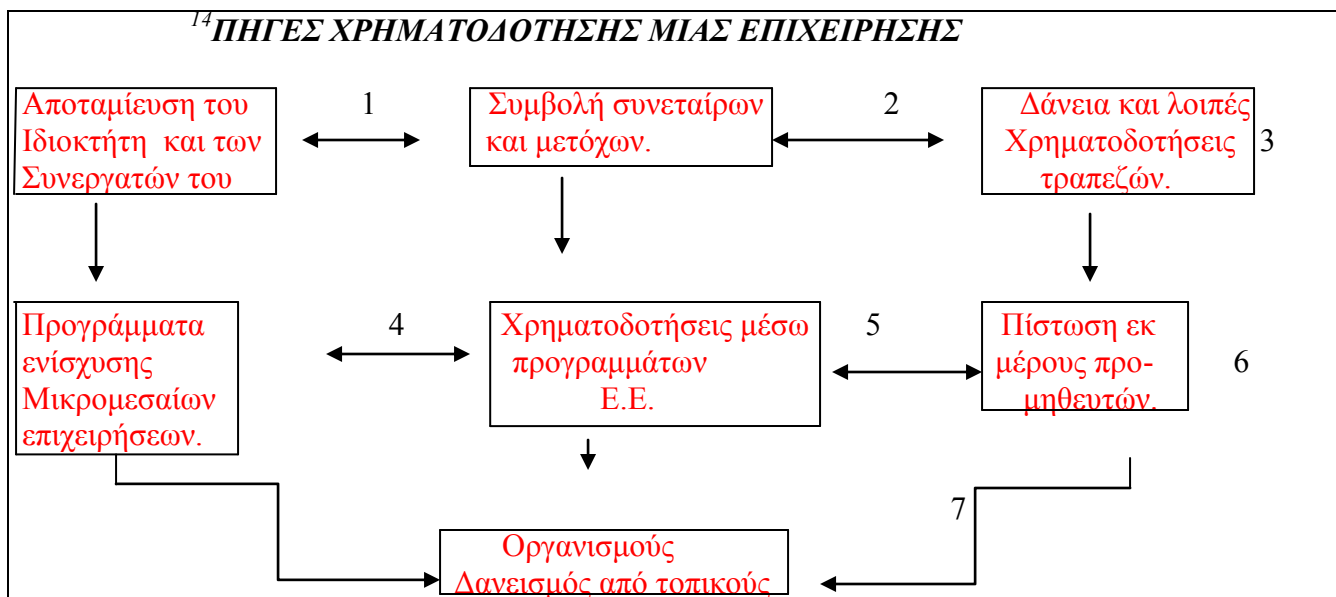 14ΠΗΓΕΣ ΧΡΗΜΑΤΟΔΟΤΗΣΗΣ ΜΙΑΣ ΕΠΙΧΕΙΡΗΣΗΣ
Αποταμίευση του
Ιδιοκτήτη και των
Συνεργατών του
1
Συμβολή συνεταίρων
και μετόχων.
2
Δάνεια και λοιπές
Χρηματοδοτήσεις
τραπεζών.
3
Προγράμματα
ενίσχυσης
Μικρομεσαίων
επιχειρήσεων.
4
Χρηματοδοτήσεις μέσω
προγραμμάτων
Ε.Ε.
5
Πίστωση εκ
μέρους προ-
μηθευτών.
6
7
Οργανισμούς
Δανεισμός από τοπικούς